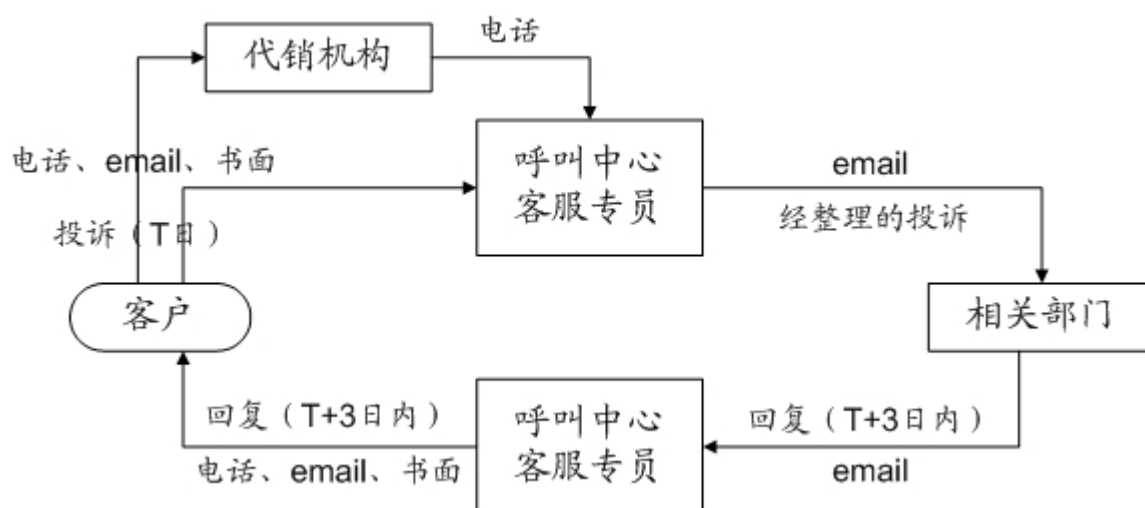 代销机构
电话
电话、email、书面
呼叫中心
客服专员
email
经整理的投诉
投诉（T日）
客户
相关部门
回复（T+3日内）
电话、email、书面
呼叫中心
客服专员
回复（T+3日内）
email